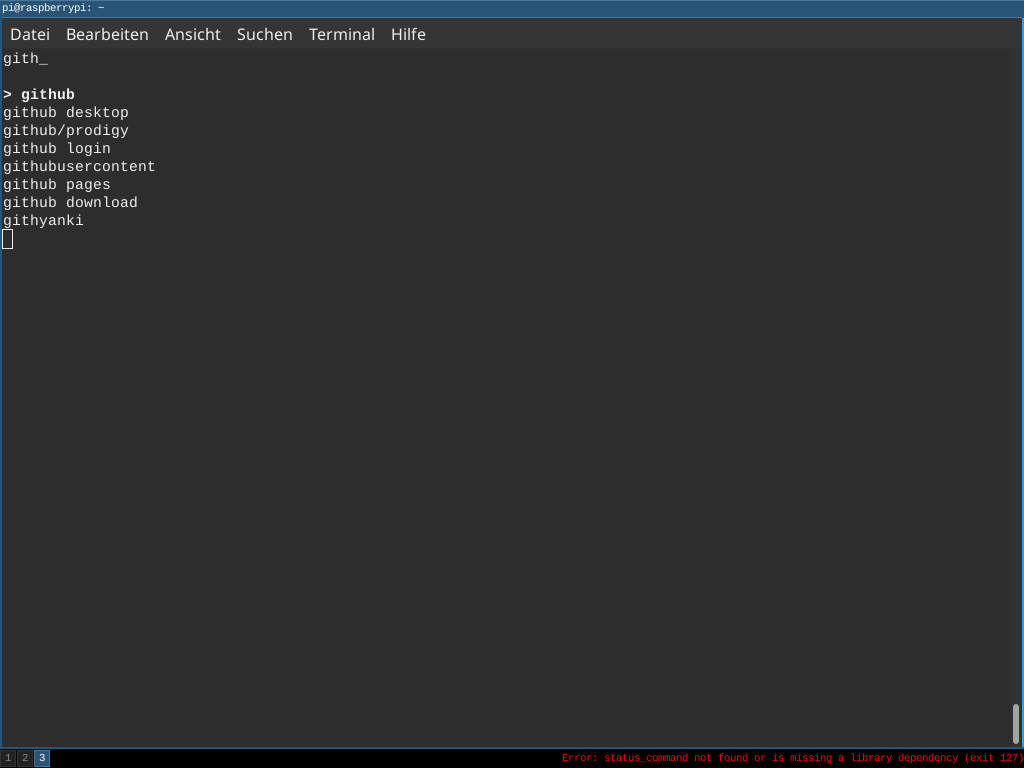 pi@raspberrypi: ~
Datei Bearbeiten Ansicht Suchen Terminal Hilfe
gith_
> github
github desktop
github/prodigy
github login
githubusercontent
github pages
github download
githyanki
1 2 3 Error: status_command not found or is missing a library dependency (exit 127)